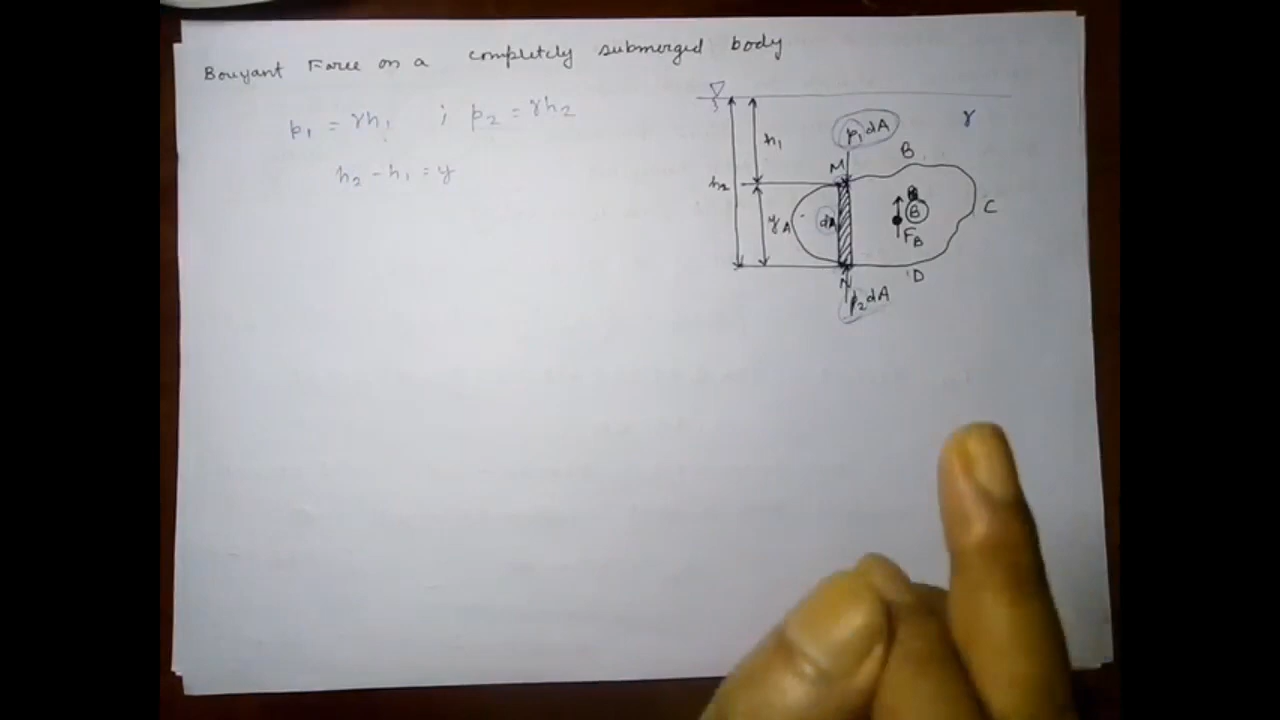 Bouyant Force on a completely submerged body
p₁ = γh₁ ; p₂ = γh₂
h₂ - h₁ = y
γ
p₁dA
h₁
B
M
h₂
C
y
A
dA
B
F_B
N
D
p₂dA